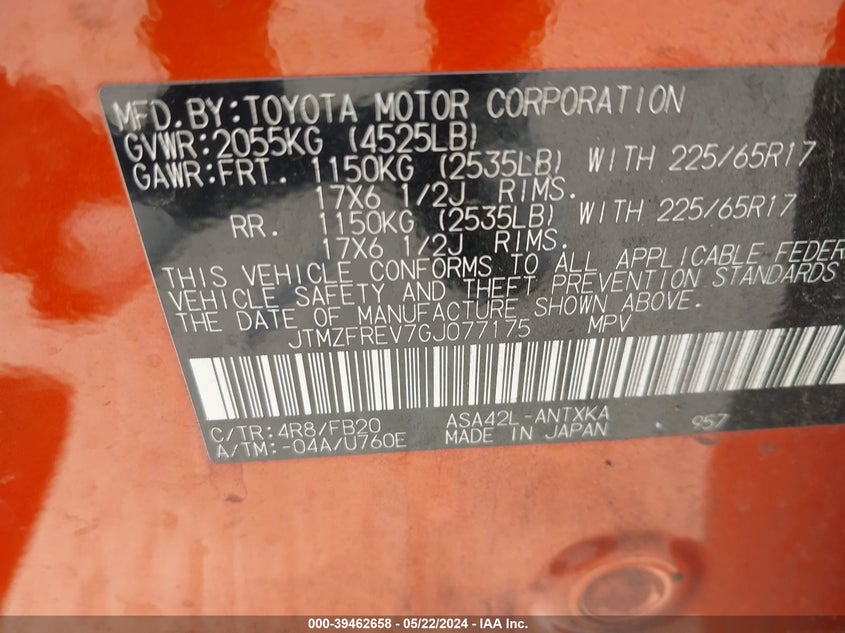 MFD.BY:TOYOTA MOTOR CORPORATION
GVWR:2055KG (4525LB)
GAWR:FRT. 1150KG (2535LB) WITH 225/65R17
17X6 1/2J RIMS.
RR. 1150KG (2535LB) WITH 225/65R17
17X6 1/2J RIMS.
THIS VEHICLE CONFORMS TO ALL APPLICABLE FEDER
VEHICLE SAFETY AND THEFT PREVENTION STANDARDS
THE DATE OF MANUFACTURE SHOWN ABOVE.
JTMZFREV7GJ077175 MPV
C/TR:4R8/FB20 ASA42L-ANTXKA 957
A/TM:-04A/U760E MADE IN JAPAN
000-39462658 - 05/22/2024 - IAA Inc.